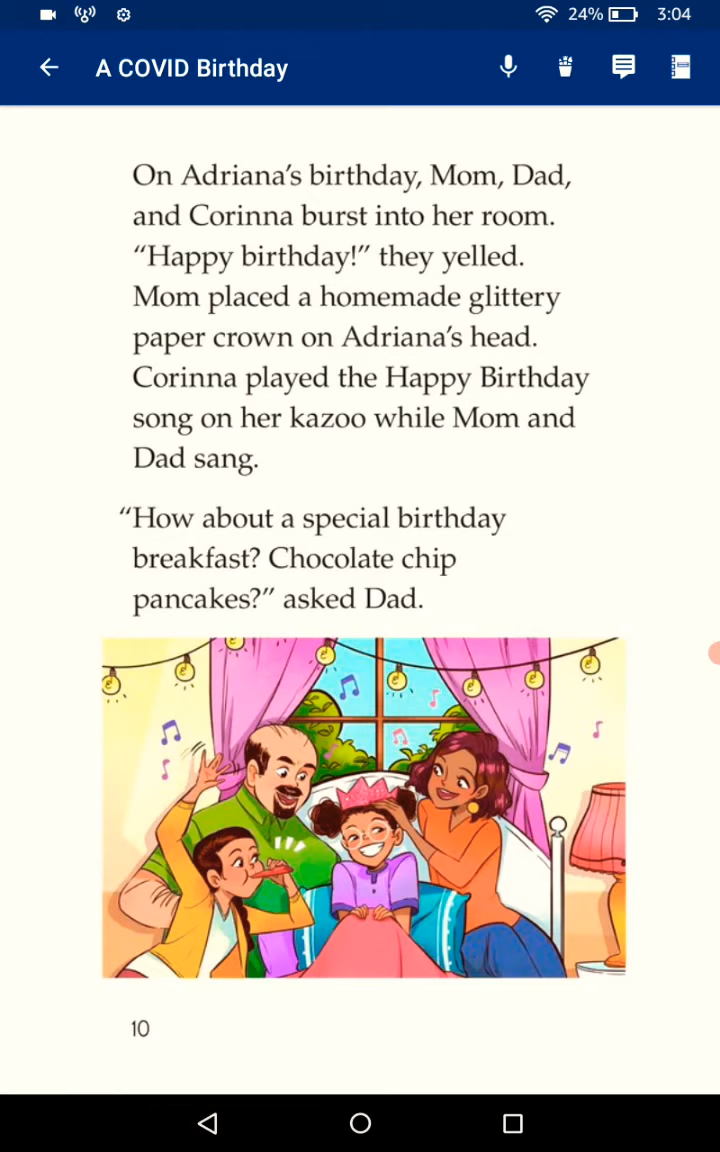 24% 3:04
A COVID Birthday
On Adriana’s birthday, Mom, Dad,
and Corinna burst into her room.
“Happy birthday!” they yelled.
Mom placed a homemade glittery
paper crown on Adriana’s head.
Corinna played the Happy Birthday
song on her kazoo while Mom and
Dad sang.
“How about a special birthday
breakfast? Chocolate chip
pancakes?” asked Dad.
10